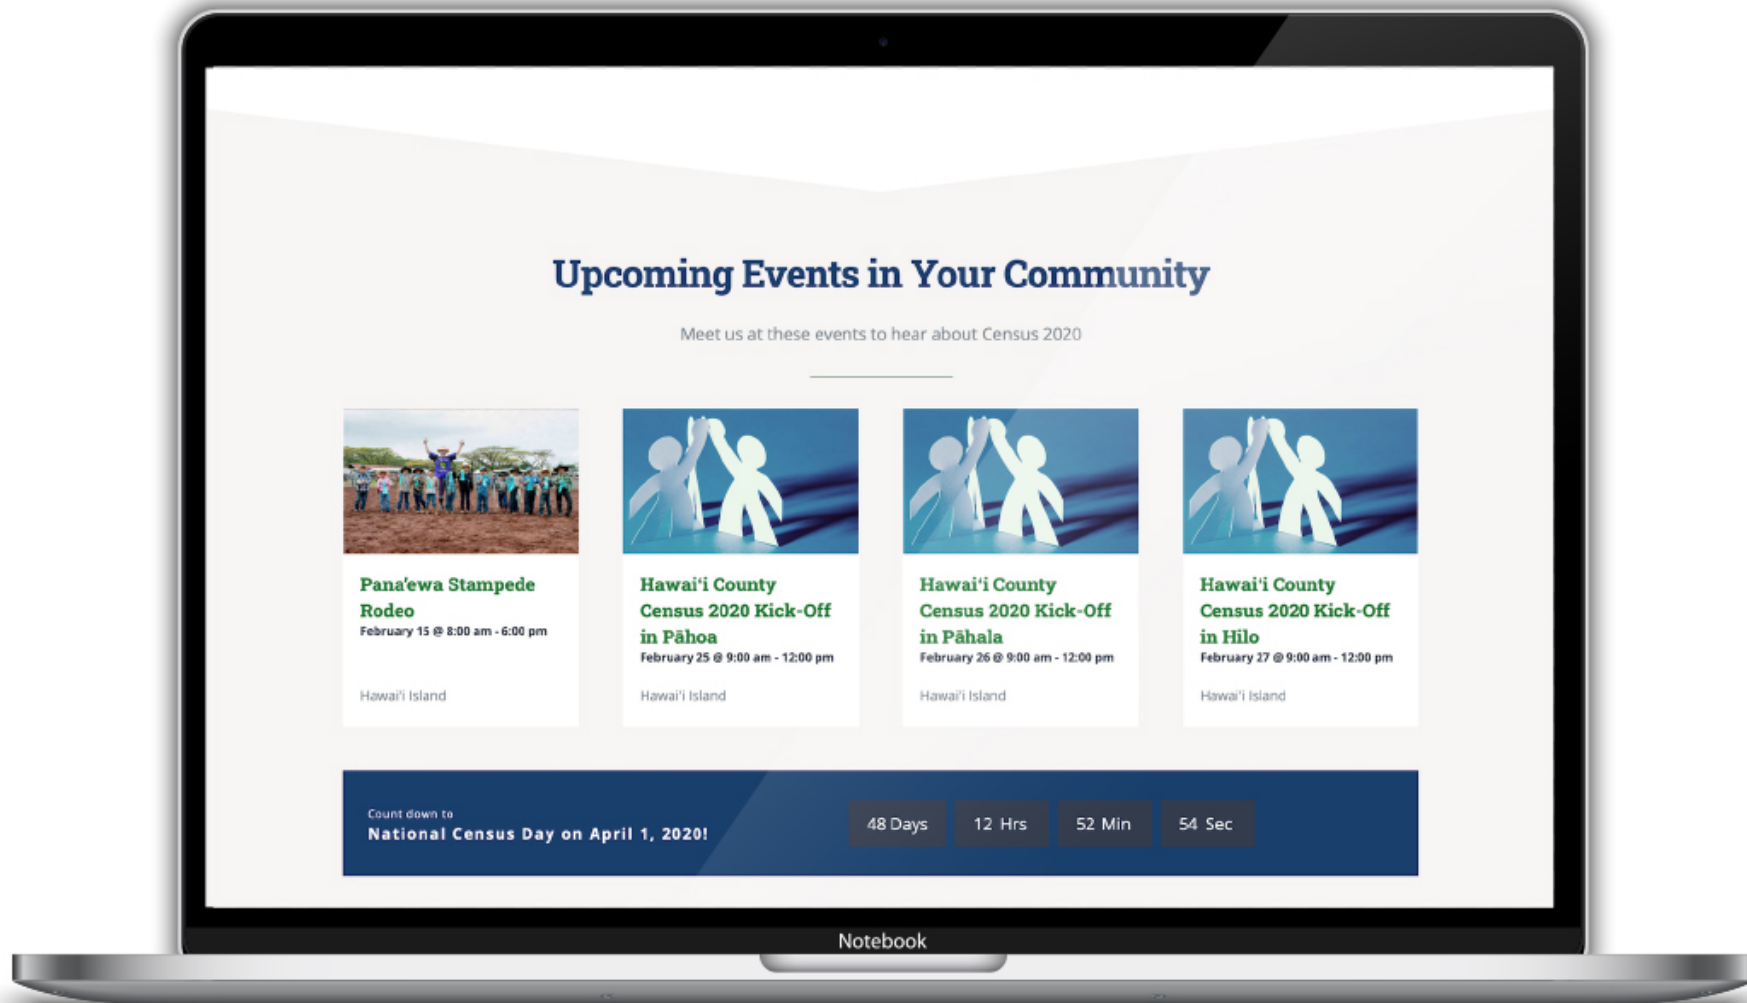 Upcoming Events in Your Community
Meet us at these events to hear about Census 2020
Pana'ewa Stampede
Rodeo
February 15 @ 8:00 am - 6:00 pm
Hawai'i Island
Hawaiʻi County
Census 2020 Kick-Off
in Pāhoa
February 25 @ 9:00 am - 12:00 pm
Hawai'i Island
Hawaiʻi County
Census 2020 Kick-Off
in Pāhala
February 26 @ 9:00 am - 12:00 pm
Hawai'i Island
Hawaiʻi County
Census 2020 Kick-Off
in Hilo
February 27 @ 9:00 am - 12:00 pm
Hawai'i Island
Count down to
National Census Day on April 1, 2020!
48 Days 12 Hrs 52 Min 54 Sec
Notebook